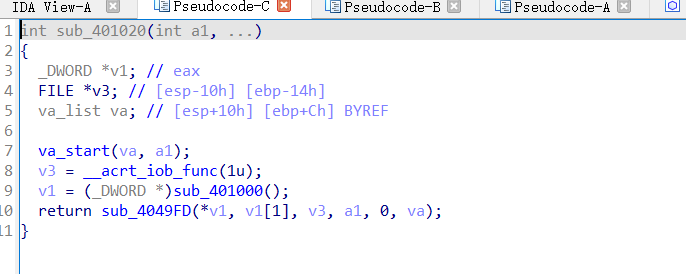 IDA View-A Pseudocode-C Pseudocode-B Pseudocode-A
1 int sub_401020(int a1, ...)
2 {
3 _DWORD *v1; // eax
4 FILE *v3; // [esp-10h] [ebp-14h]
5 va_list va; // [esp+10h] [ebp+Ch] BYREF
6
7 va_start(va, a1);
8 v3 = __acrt_iob_func(1u);
9 v1 = (_DWORD *)sub_401000();
10 return sub_4049FD(*v1, v1[1], v3, a1, 0, va);
11 }